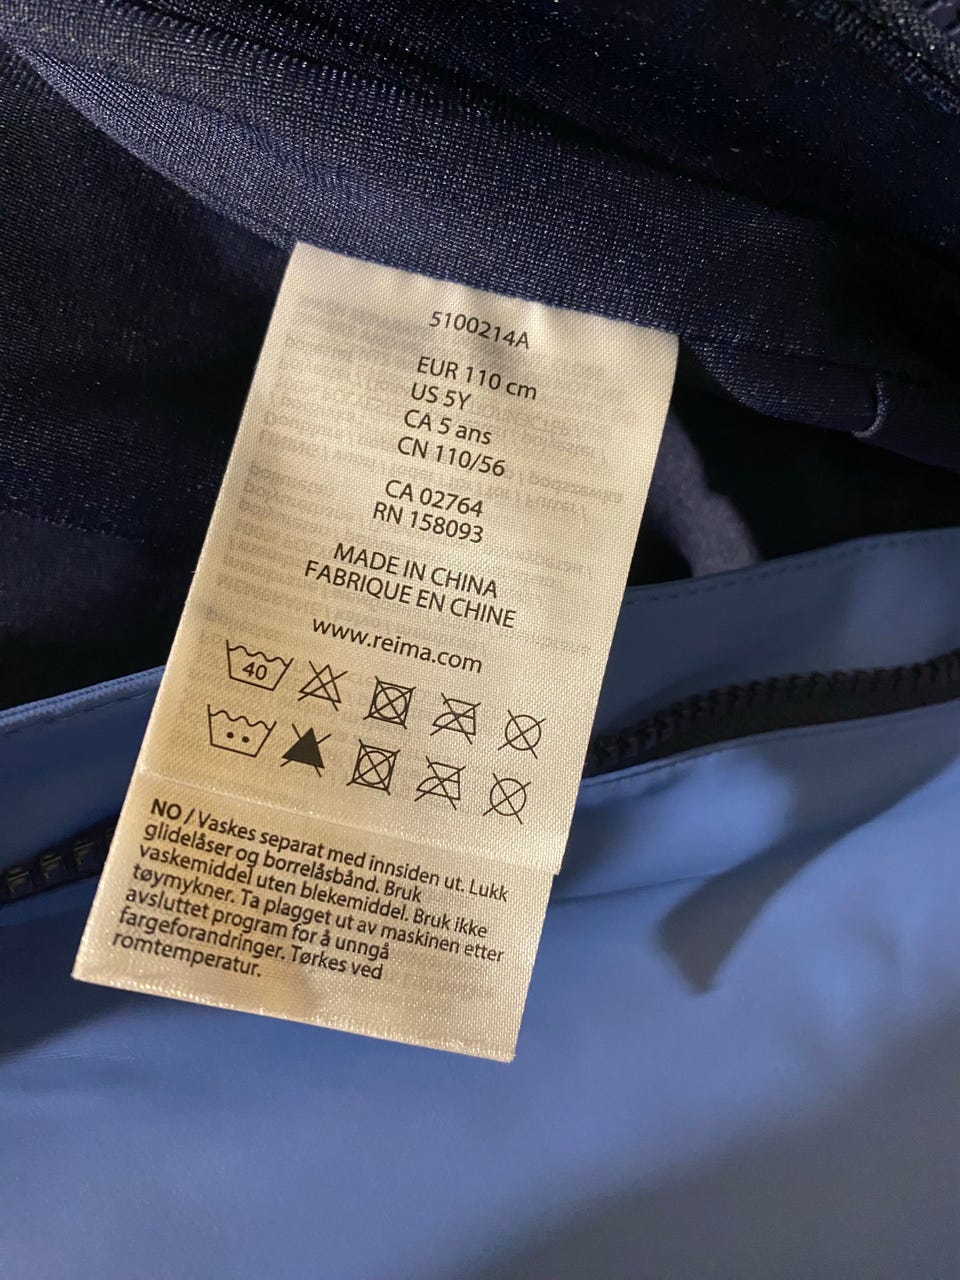 5100214A
EUR 110 cm
US 5Y
CA 5 ans
CN 110/56
CA 02764
RN 158093
MADE IN CHINA
FABRIQUE EN CHINE
www.reima.com
40
NO / Vaskes separat med innsiden ut. Lukk
glidelåser og borrelåsbånd. Bruk
vaskemiddel uten blekemiddel. Bruk ikke
tøymykner. Ta plagget ut av maskinen etter
avsluttet program for å unngå
fargeforandringer. Tørkes ved
romtemperatur.